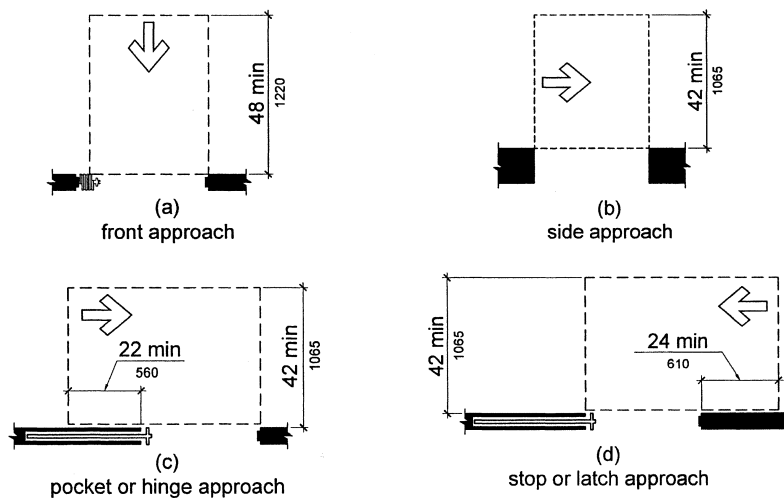 48 min
1220
(a)
front approach
42 min
1065
(b)
side approach
22 min
560
42 min
1065
(c)
pocket or hinge approach
42 min
1065
24 min
610
(d)
stop or latch approach